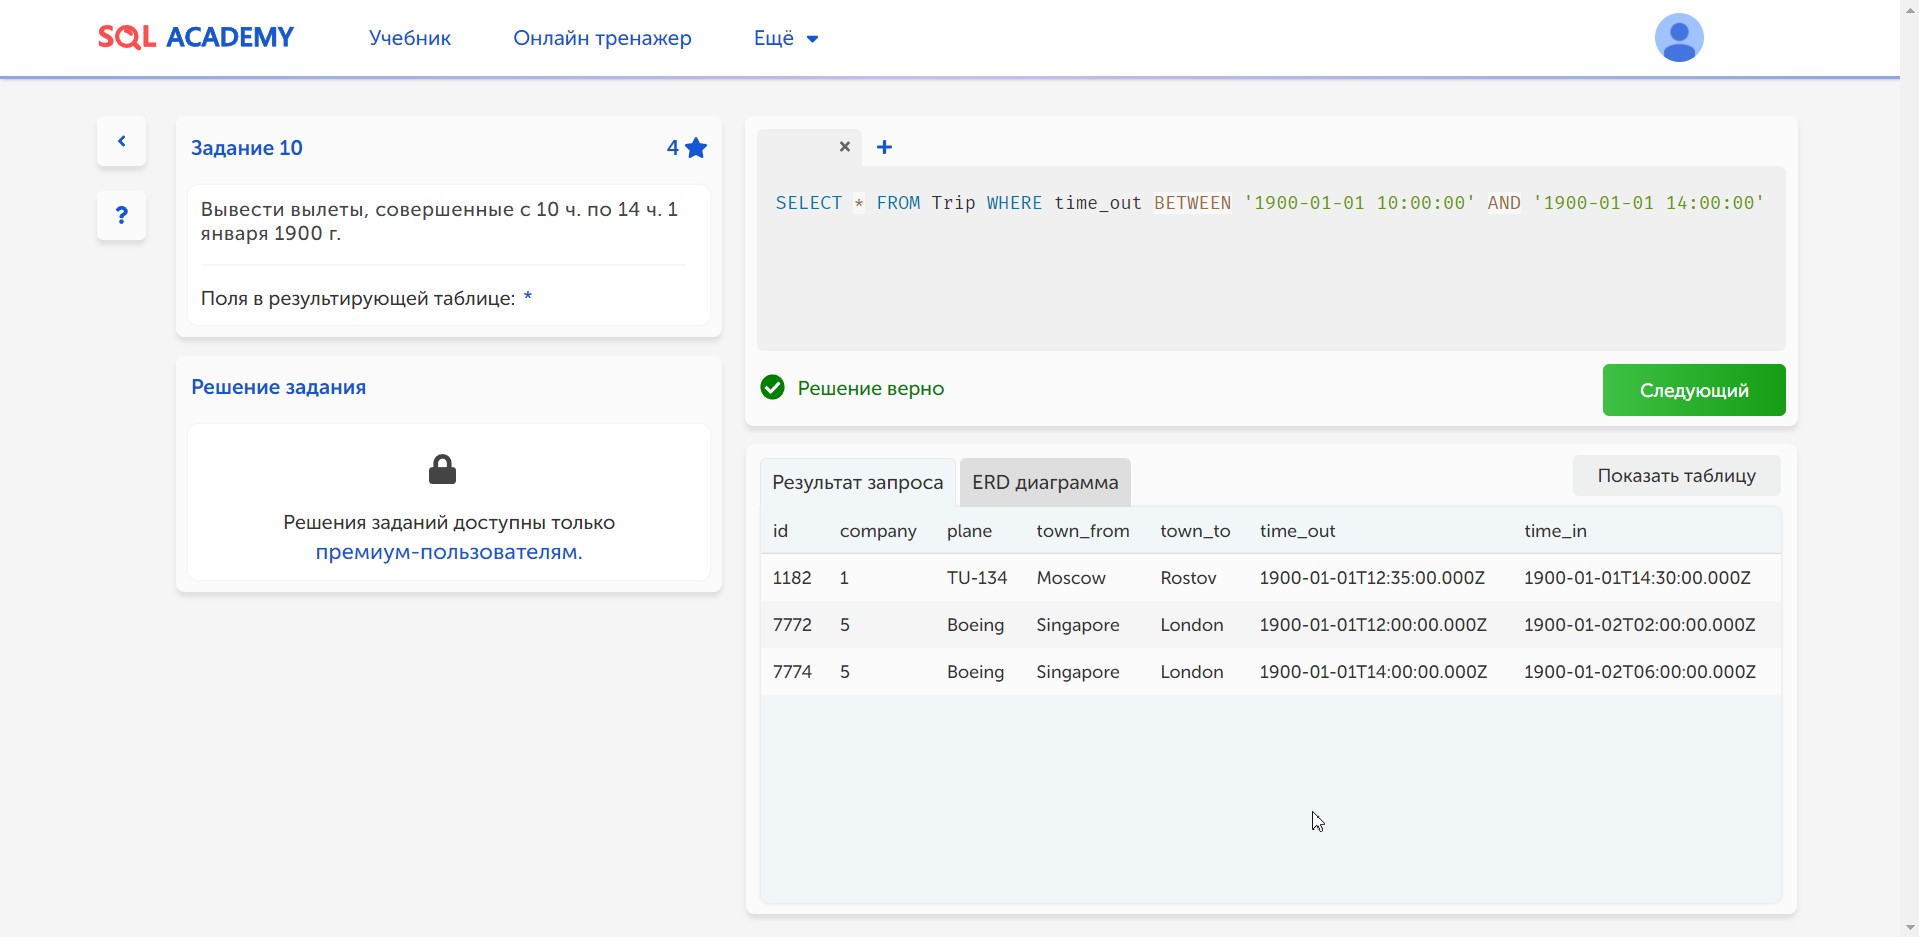 SQL ACADEMY
Учебник
Онлайн тренажер
Ещё
Задание 10
4
Вывести вылеты, совершенные с 10 ч. по 14 ч. 1
января 1900 г.
Поля в результирующей таблице: *
Решение задания
Решения заданий доступны только
премиум-пользователям.
?
SELECT * FROM Trip WHERE time_out BETWEEN '1900-01-01 10:00:00' AND '1900-01-01 14:00:00'
Решение верно
Следующий
Результат запроса
ERD диаграмма
Показать таблицу
id company plane town_from town_to time_out time_in
1182 1 TU-134 Moscow Rostov 1900-01-01T12:35:00.000Z 1900-01-01T14:30:00.000Z
7772 5 Boeing Singapore London 1900-01-01T12:00:00.000Z 1900-01-02T02:00:00.000Z
7774 5 Boeing Singapore London 1900-01-01T14:00:00.000Z 1900-01-02T06:00:00.000Z